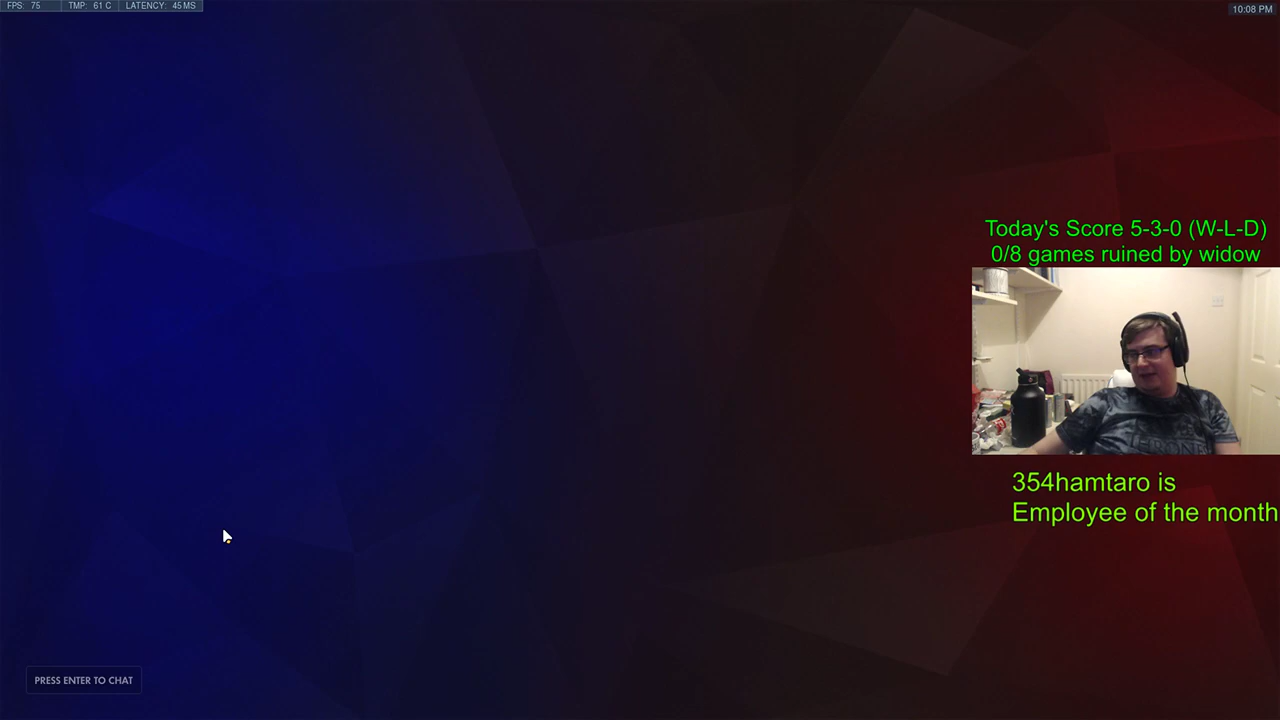 FPS: 75 TMP: 61 C LATENCY: 45 MS
10:08 PM
Today's Score 5-3-0 (W-L-D)
0/8 games ruined by widow
354hamtaro is
Employee of the month
PRESS ENTER TO CHAT